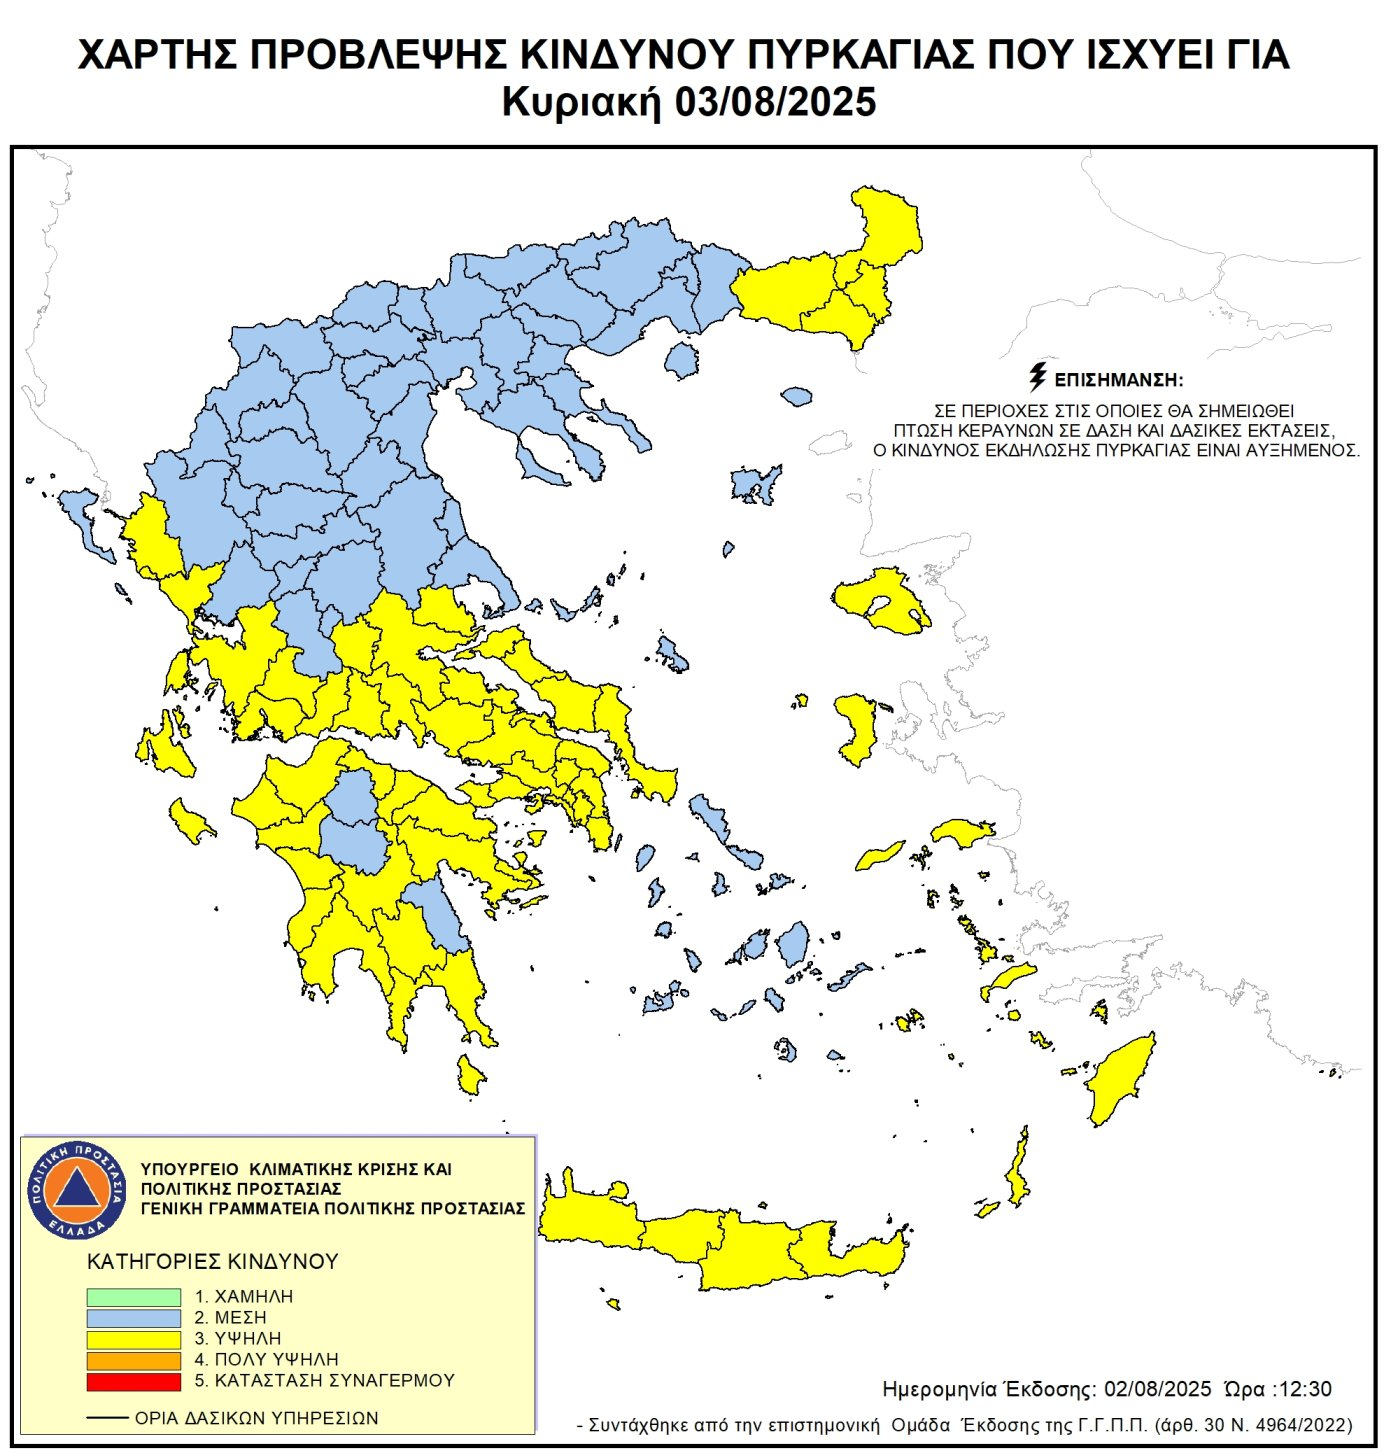 ΧΑΡΤΗΣ ΠΡΟΒΛΕΨΗΣ ΚΙΝΔΥΝΟΥ ΠΥΡΚΑΓΙΑΣ ΠΟΥ ΙΣΧΥΕΙ ΓΙΑ
Κυριακή 03/08/2025
ΕΠΙΣΗΜΑΝΣΗ:
ΣΕ ΠΕΡΙΟΧΕΣ ΣΤΙΣ ΟΠΟΙΕΣ ΘΑ ΣΗΜΕΙΩΘΕΙ
ΠΤΩΣΗ ΚΕΡΑΥΝΩΝ ΣΕ ΔΑΣΗ ΚΑΙ ΔΑΣΙΚΕΣ ΕΚΤΑΣΕΙΣ,
Ο ΚΙΝΔΥΝΟΣ ΕΚΔΗΛΩΣΗΣ ΠΥΡΚΑΓΙΑΣ ΕΙΝΑΙ ΑΥΞΗΜΕΝΟΣ.
ΠΟΛΙΤΙΚΗ ΠΡΟΣΤΑΣΙΑ
ΕΛΛΑΔΑ
ΥΠΟΥΡΓΕΙΟ ΚΛΙΜΑΤΙΚΗΣ ΚΡΙΣΗΣ ΚΑΙ
ΠΟΛΙΤΙΚΗΣ ΠΡΟΣΤΑΣΙΑΣ
ΓΕΝΙΚΗ ΓΡΑΜΜΑΤΕΙΑ ΠΟΛΙΤΙΚΗΣ ΠΡΟΣΤΑΣΙΑΣ
ΚΑΤΗΓΟΡΙΕΣ ΚΙΝΔΥΝΟΥ
1. ΧΑΜΗΛΗ
2. ΜΕΣΗ
3. ΥΨΗΛΗ
4. ΠΟΛΥ ΥΨΗΛΗ
5. ΚΑΤΑΣΤΑΣΗ ΣΥΝΑΓΕΡΜΟΥ
ΟΡΙΑ ΔΑΣΙΚΩΝ ΥΠΗΡΕΣΙΩΝ
Ημερομηνία Έκδοσης: 02/08/2025 Ώρα :12:30
- Συντάχθηκε από την επιστημονική Ομάδα Έκδοσης της Γ.Γ.Π.Π. (άρθ. 30 Ν. 4964/2022)